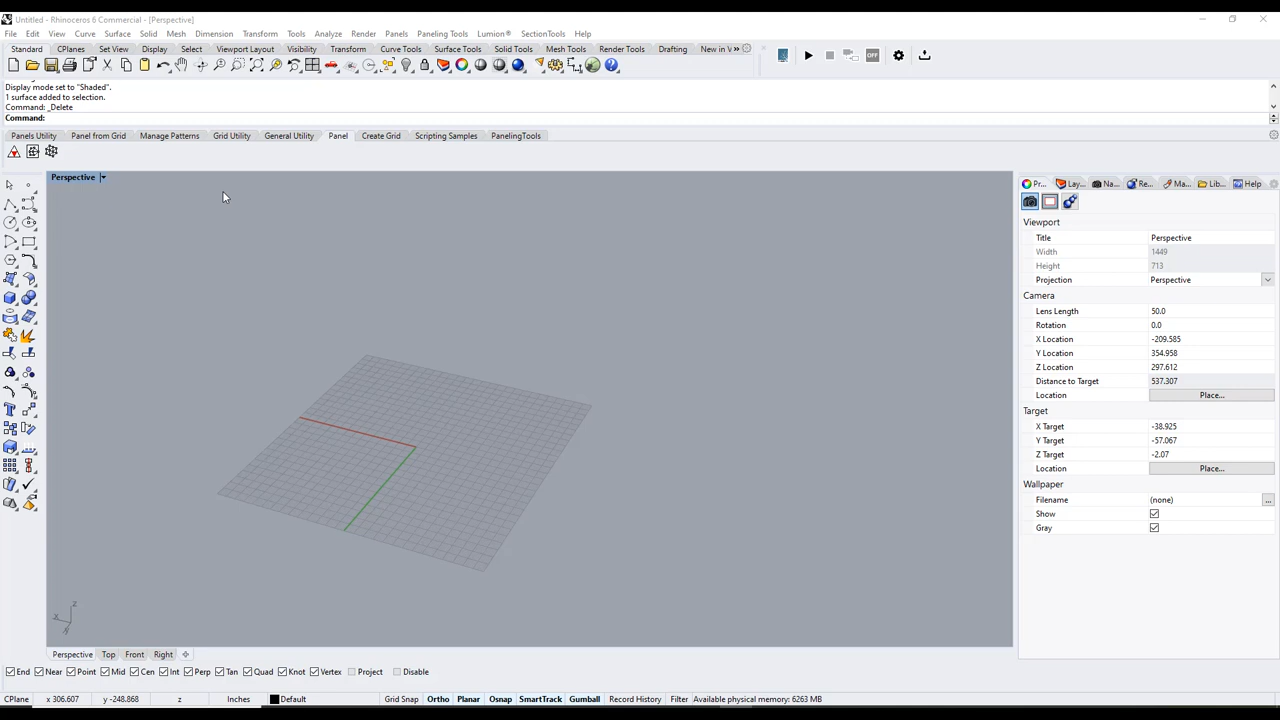 Untitled - Rhinoceros 6 Commercial - [Perspective]
File Edit View Curve Surface Solid Mesh Dimension Transform Tools Analyze Render Panels Paneling Tools Lumion® SectionTools Help
Standard CPlanes Set View Display Select Viewport Layout Visibility Transform Curve Tools Surface Tools Solid Tools Mesh Tools Render Tools Drafting New in V »
OFF
Display mode set to "Shaded".
1 surface added to selection.
Command: _Delete
Command:
Panels Utility Panel from Grid Manage Patterns Grid Utility General Utility Panel Create Grid Scripting Samples PanelingTools
Perspective
Pr... Lay... Na... Re... Ma... Lib... Help
Viewport
Title Perspective
Width 1449
Height 713
Projection Perspective
Camera
Lens Length 50.0
Rotation 0.0
X Location -209.585
Y Location 354.958
Z Location 297.612
Distance to Target 537.307
Location Place...
Target
X Target -38.925
Y Target -57.067
Z Target -2.07
Location Place...
Wallpaper
Filename (none) ...
Show
Gray
z
x
y
Perspective Top Front Right
End Near Point Mid Cen Int Perp Tan Quad Knot Vertex Project Disable
CPlane x 306.607 y -248.868 z Inches Default Grid Snap Ortho Planar Osnap SmartTrack Gumball Record History Filter Available physical memory: 6263 MB